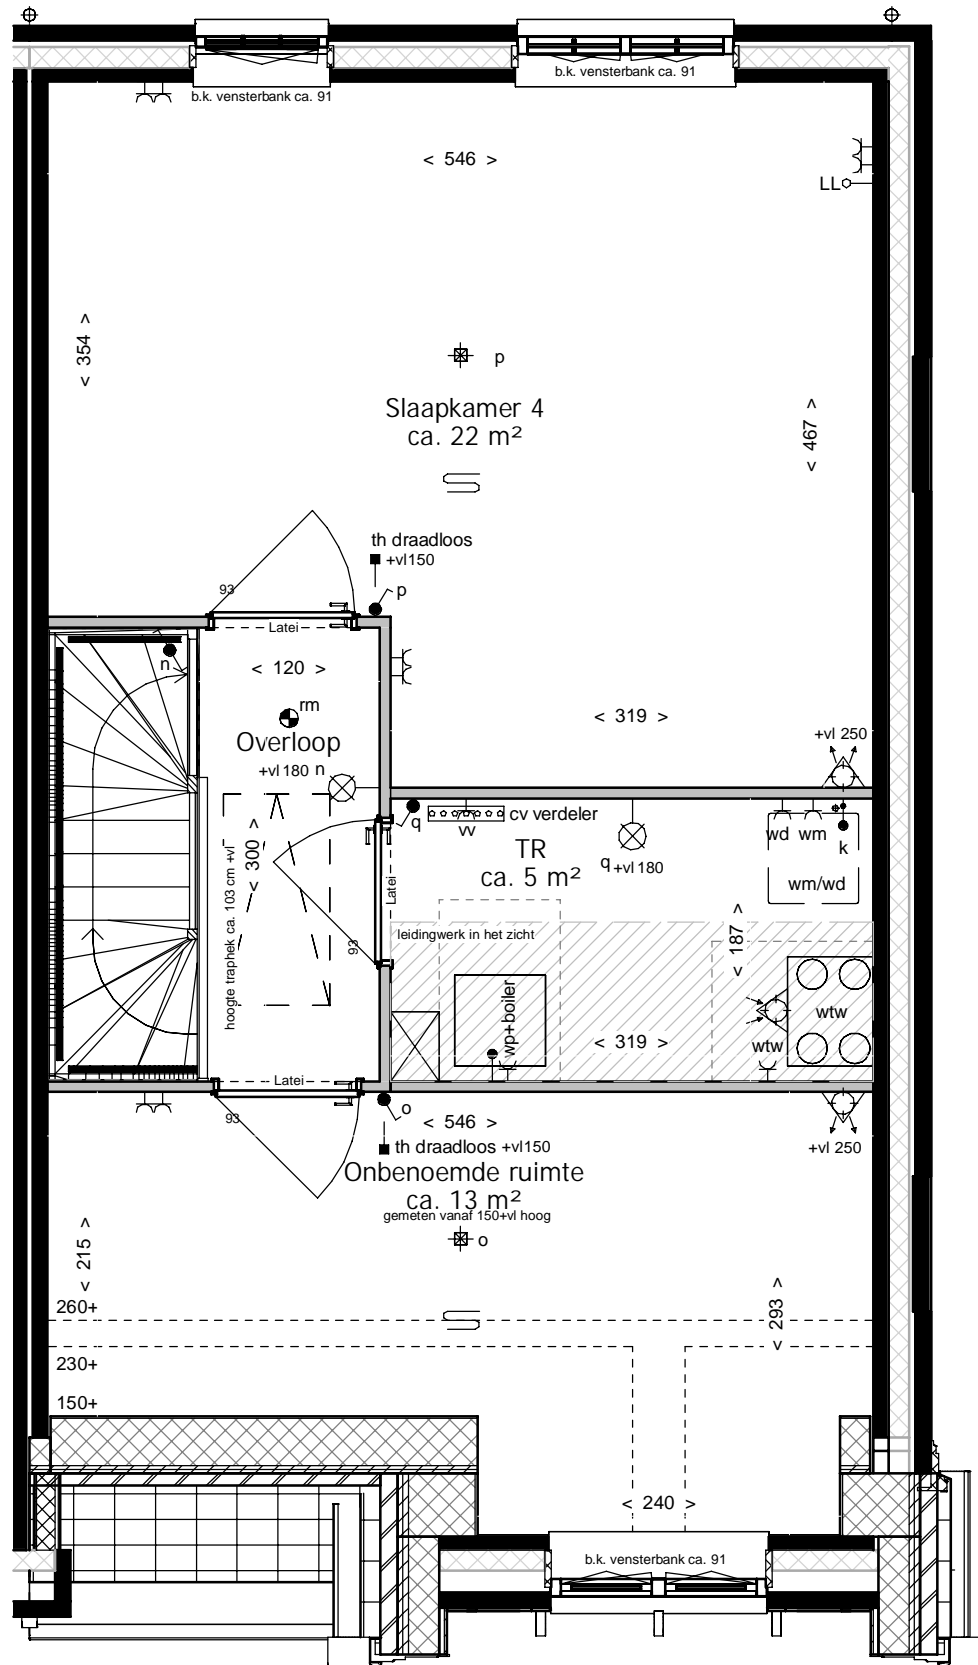 b.k. vensterbank ca. 91
b.k. vensterbank ca. 91
< 546 >
LL
< 354 >
p
Slaapkamer 4
ca. 22 m²
< 467 >
th draadloos
+vl150
93
p
Latei
n
< 120 >
rm
< 319 >
Overloop
+vl 250
+vl 180 n
q
vv
cv verdeler
wd wm
TR
k
ca. 5 m²
q +vl 180
wm/wd
< 300 >
hoogte traphek ca. 103 cm +vl
Latei
93
leidingwerk in het zicht
< 187 >
wp+boiler
wtw
wtw
< 319 >
Latei
93
o
< 546 >
th draadloos +vl150
+vl 250
Onbenoemde ruimte
ca. 13 m²
gemeten vanaf 150+vl hoog
o
< 215 >
260+
< 293 >
230+
150+
< 240 >
b.k. vensterbank ca. 91